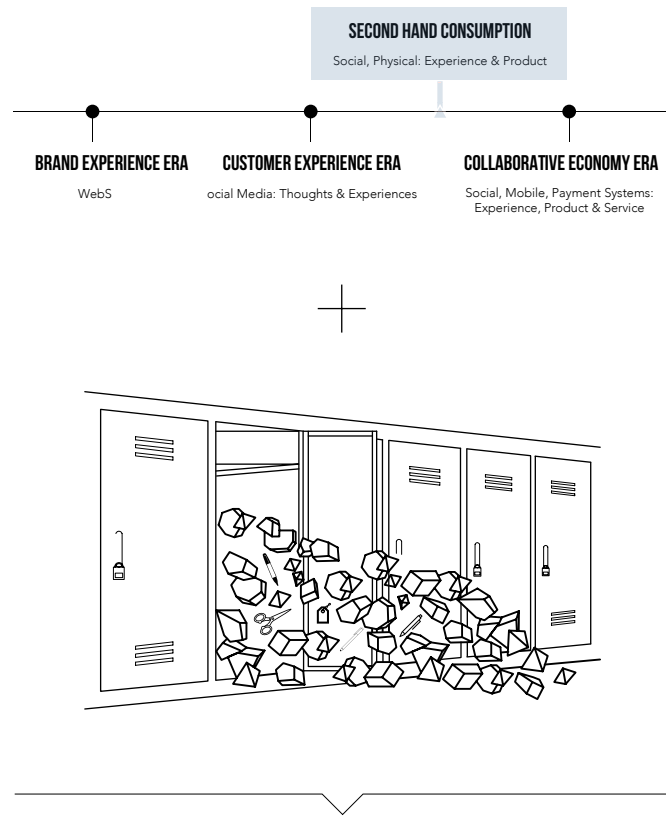 SECOND HAND CONSUMPTION
Social, Physical: Experience & Product
BRAND EXPERIENCE ERA
WebS
CUSTOMER EXPERIENCE ERA
ocial Media: Thoughts & Experiences
COLLABORATIVE ECONOMY ERA
Social, Mobile, Payment Systems:
Experience, Product & Service